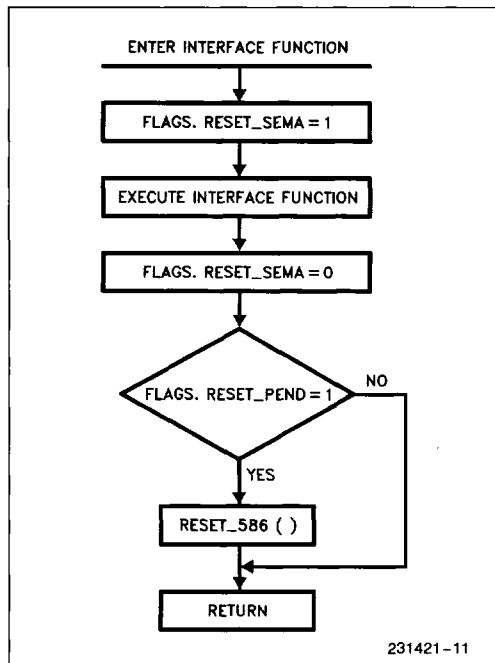 ENTER INTERFACE FUNCTION
FLAGS. RESET_SEMA = 1
EXECUTE INTERFACE FUNCTION
FLAGS. RESET_SEMA = 0
FLAGS. RESET_PEND = 1
NO
YES
RESET_586 ( )
RETURN
231421-11